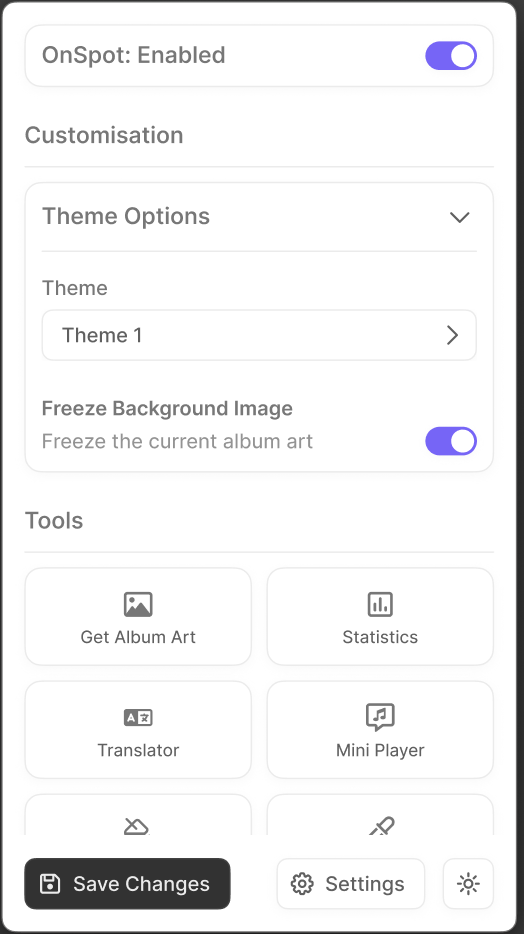 OnSpot: Enabled
Customisation
Theme Options
Theme
Theme 1
Freeze Background Image
Freeze the current album art
Tools
Get Album Art
Statistics
Translator
Mini Player
Save Changes
Settings